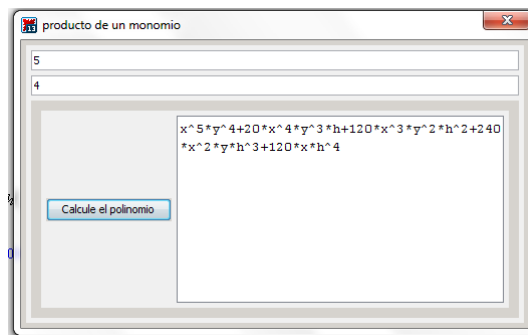 producto de un monomio
5
4
x^5*y^4+20*x^4*y^3*h+120*x^3*y^2*h^2+240
*x^2*y*h^3+120*x*h^4
Calcule el polinomio